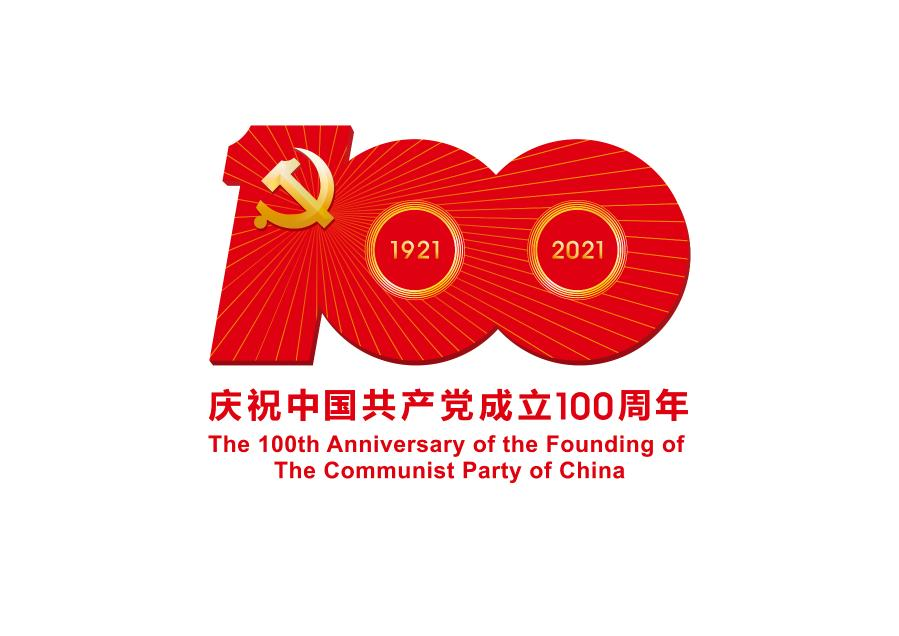 100
1921
2021
庆祝中国共产党成立100周年
The 100th Anniversary of the Founding of
The Communist Party of China